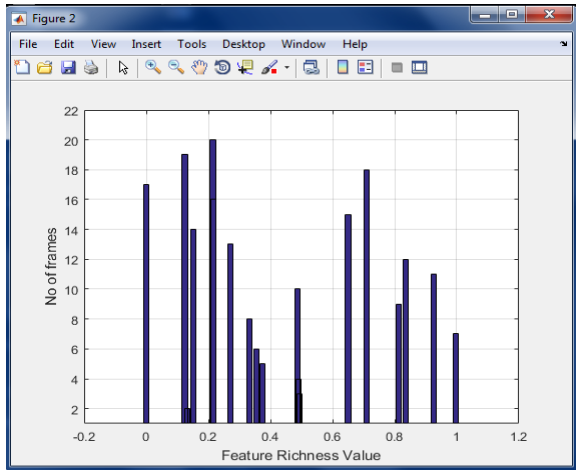 Figure 2
File Edit View Insert Tools Desktop Window Help
22
20
18
16
14
12
10
8
6
4
2
No of frames
-0.2 0 0.2 0.4 0.6 0.8 1 1.2
Feature Richness Value